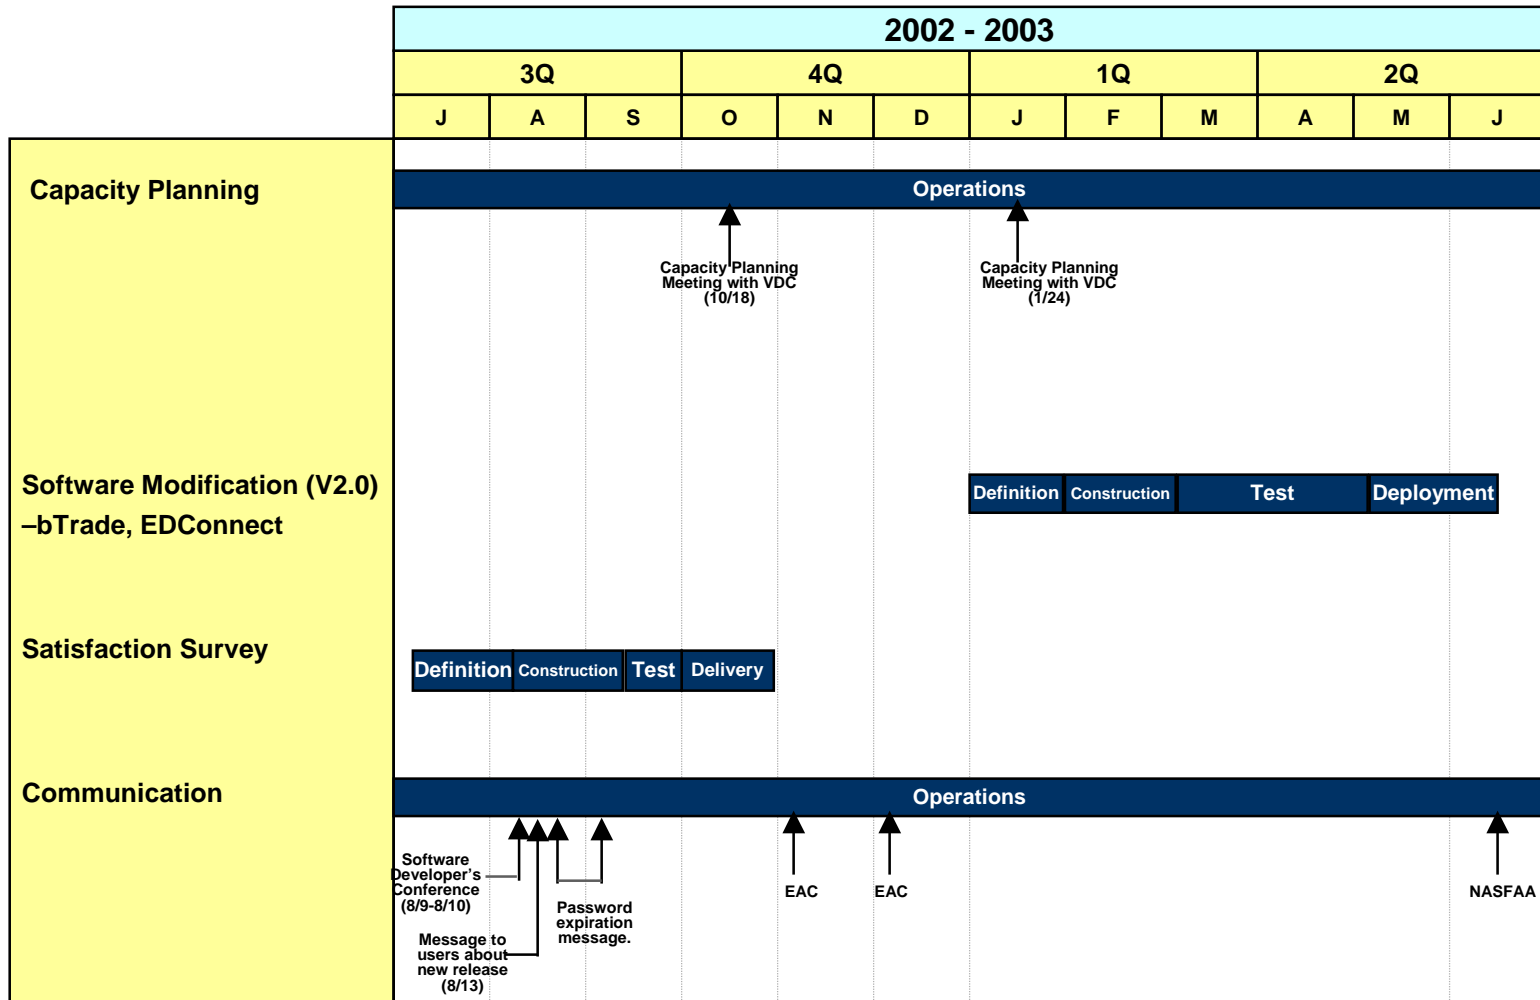 2002 - 2003
3Q 4Q 1Q 2Q
J A S O N D J F M A M J
Capacity Planning
Operations
Capacity Planning
Meeting with VDC
(10/18)
Capacity Planning
Meeting with VDC
(1/24)
Software Modification (V2.0)
–bTrade, EDConnect
Definition Construction Test Deployment
Satisfaction Survey
Definition Construction Test Delivery
Communication
Operations
Software
Developer's
Conference
(8/9-8/10)
Message to
users about
new release
(8/13)
Password
expiration
message.
EAC
EAC
NASFAA